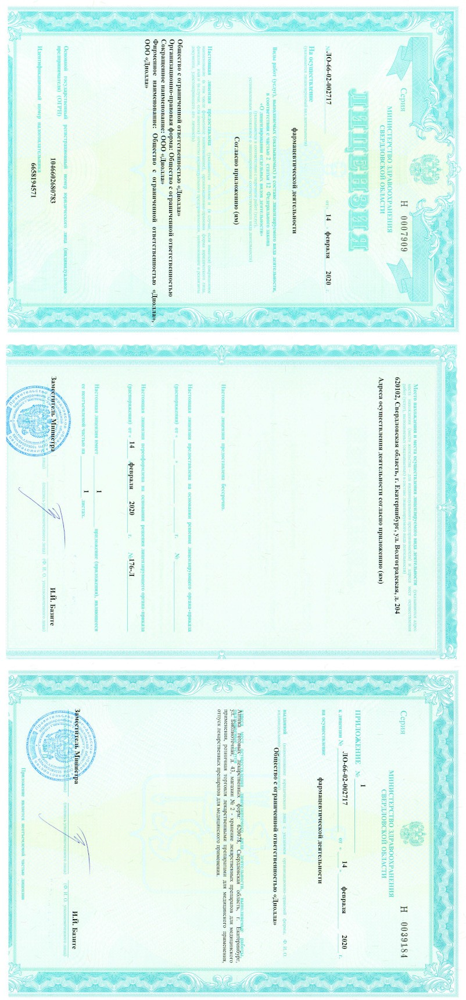 Серия
Н 0007909
МИНИСТЕРСТВО ЗДРАВООХРАНЕНИЯ
СВЕРДЛОВСКОЙ ОБЛАСТИ
ЛИЦЕНЗИЯ
№ ЛО-66-02-002717 от « 14 » февраля 2020 г.
На осуществление
(указывается лицензируемый вид деятельности)
фармацевтической деятельности
Виды работ (услуг), выполняемых (оказываемых) в составе лицензируемого вида деятельности,
в соответствии с частью 2 статьи 12 Федерального закона
«О лицензировании отдельных видов деятельности»
(указываются в соответствии с перечнем работ (услуг),
установленным положением о лицензировании соответствующего вида деятельности)
Согласно приложению (ям)
Настоящая лицензия предоставлена (указывается полное и (в случае, если имеется) сокращенное
наименование (в том числе фирменное наименование), организационно-правовая форма юридического лица,
фамилия, имя и (в случае, если имеется) отчество индивидуального предпринимателя, наименование и реквизиты
документа, удостоверяющего его личность)
Общество с ограниченной ответственностью «Диолла»
Организационно-правовая форма: Общество с ограниченной ответственностью
Сокращенное наименование: ООО «Диолла»
Фирменное наименование: Общество с ограниченной ответственностью «Диолла»,
ООО «Диолла»
Основной государственный регистрационный номер юридического лица (индивидуального
предпринимателя) (ОГРН)
1046602680783
Идентификационный номер налогоплательщика
6658194571
Место нахождения и места осуществления лицензируемого вида деятельности (указываются адрес
места нахождения (место жительства – для индивидуального предпринимателя) и адреса мест осуществления
работ (услуг), выполняемых (оказываемых) в составе лицензируемого вида деятельности)
620102, Свердловская область, г. Екатеринбург, ул. Волгоградская, д. 204
Адреса осуществления деятельности согласно приложению (ям)
Настоящая лицензия предоставлена бессрочно.
Настоящая лицензия предоставлена на основании решения лицензирующего органа-приказа
(распоряжения) от « » г. №
Настоящая лицензия переоформлена на основании решения лицензирующего органа-приказа
(распоряжения) от « 14 февраля 2020 г. № 176-Л
Настоящая лицензия имеет 1 приложение (приложения), являющееся
ее неотъемлемой частью на 1 листах.
Заместитель Министра И.Й. Базите
(подпись уполномоченного лица) (Ф. И. О. уполномоченного лица)
Серия
Н 0039184
МИНИСТЕРСТВО ЗДРАВООХРАНЕНИЯ
СВЕРДЛОВСКОЙ ОБЛАСТИ
ПРИЛОЖЕНИЕ № 1
к лицензии № ЛО-66-02-002717 от « 14 » февраля 2020 г.
на осуществление
фармацевтической деятельности
выданной (наименование юридического лица с указанием организационно-правовой формы, Ф. И. О.
индивидуального предпринимателя)
Общество с ограниченной ответственностью «Диолла»
мест осуществления лицензируемого вида деятельности, выполняемые работы,
Аптека готовых лекарственных форм: 620078, Свердловская область, г. Екатеринбург,
ул. Библиотечная, д. 43, магазин № 2 - хранение лекарственных препаратов для медицинского
применения, розничная торговля лекарственными препаратами для медицинского применения,
отпуск лекарственных препаратов для медицинского применения.
Заместитель Министра И.Й. Базите
(подпись уполномоченного лица) (Ф. И. О. уполномоченного лица)
Приложение является неотъемлемой частью лицензии